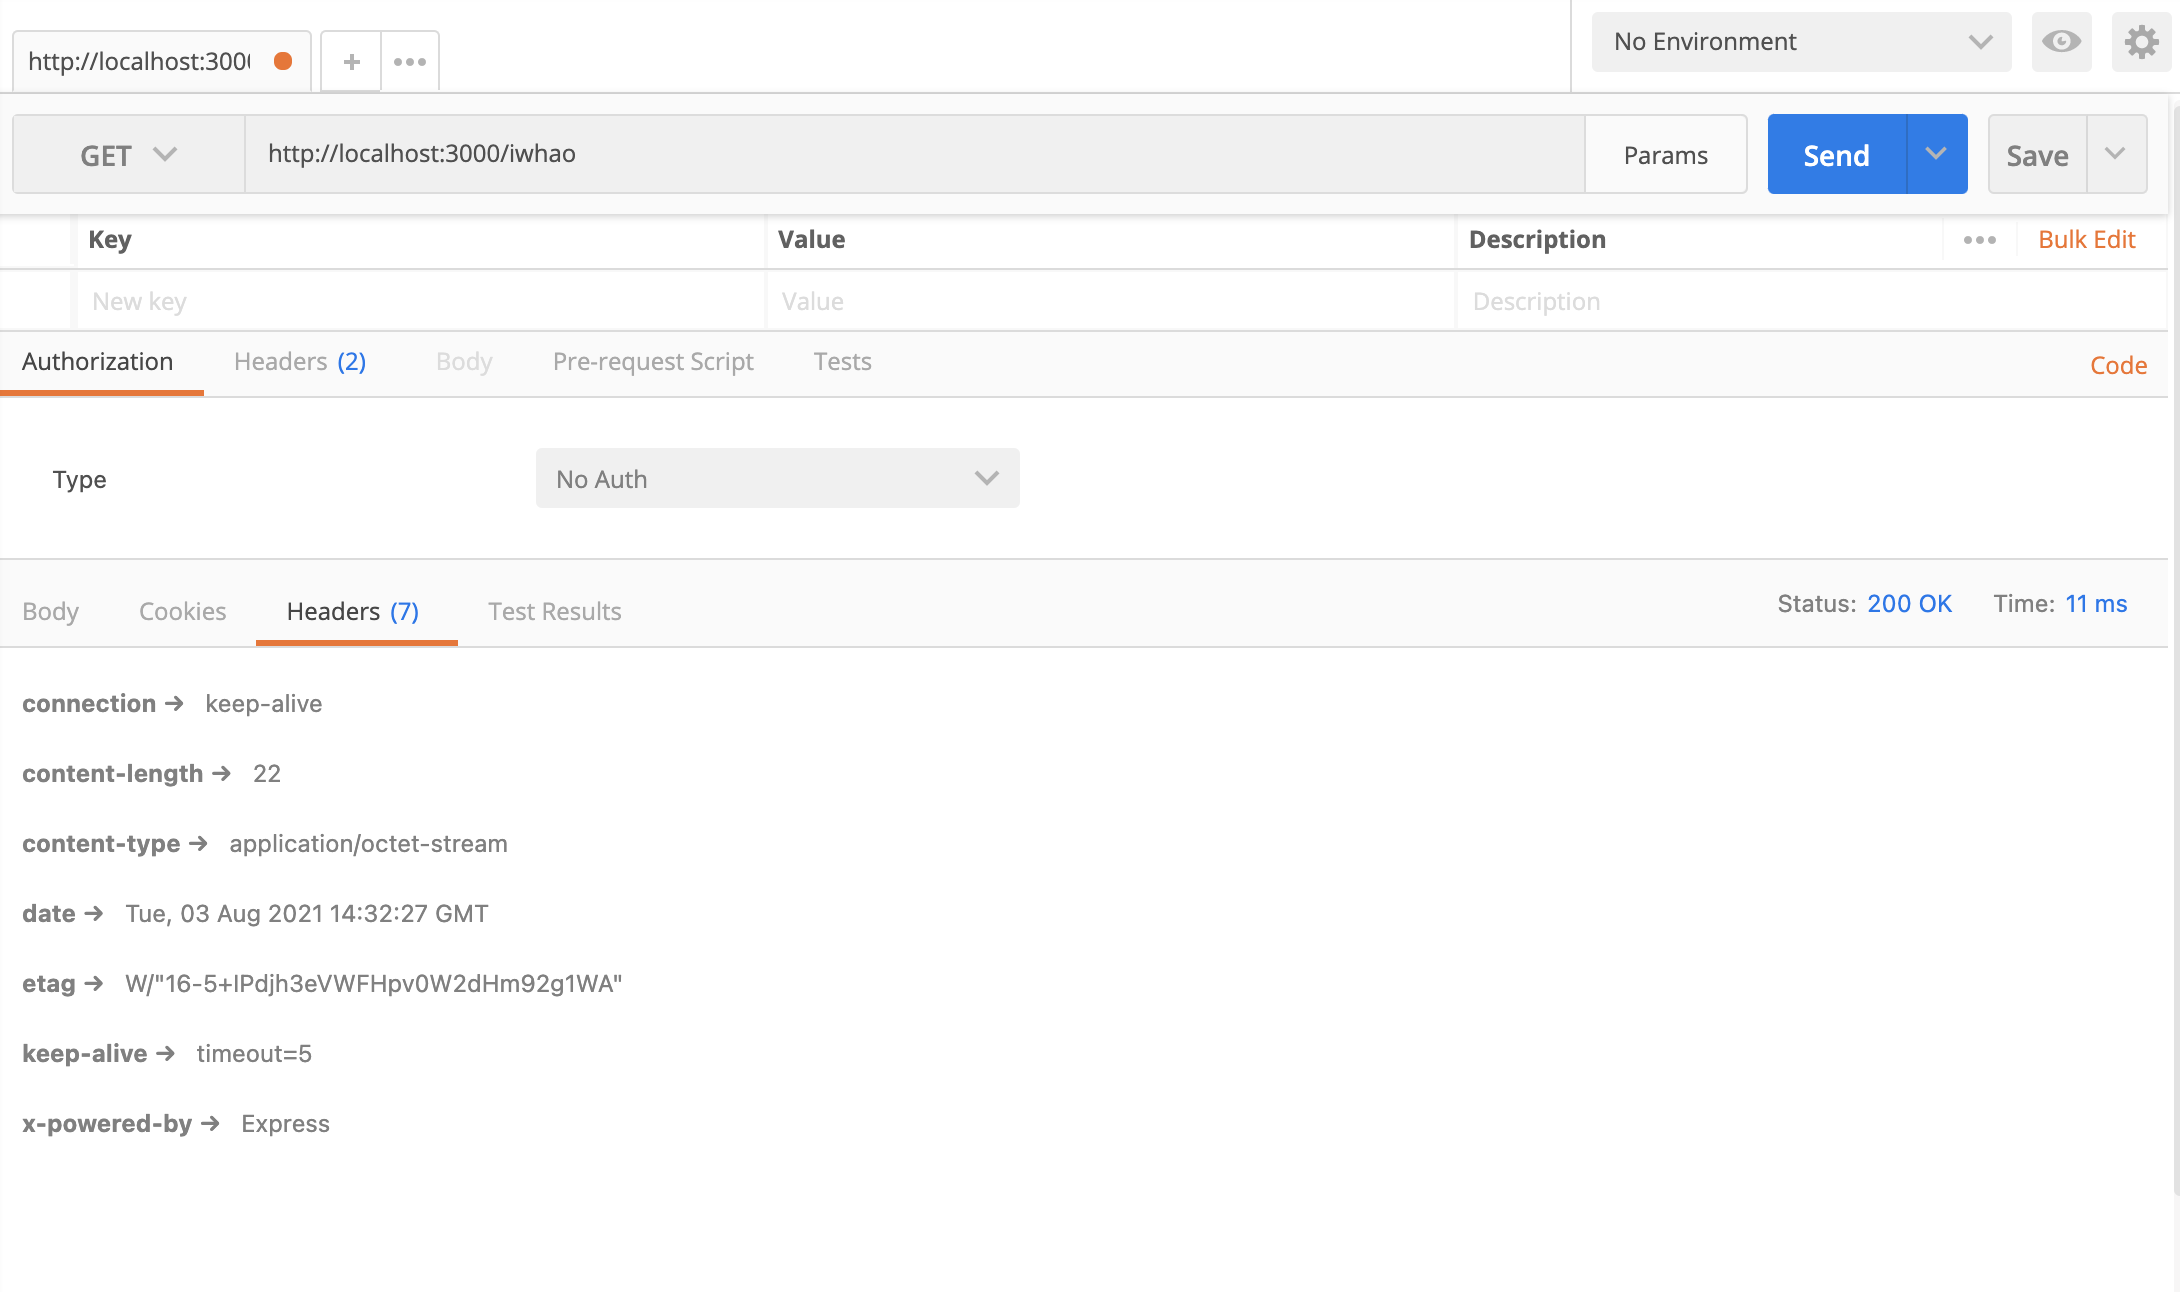 http://localhost:300
No Environment
GET
http://localhost:3000/iwhao
Params
Send
Save
Key
Value
Description
Bulk Edit
New key
Value
Description
Authorization
Headers (2)
Body
Pre-request Script
Tests
Code
Type
No Auth
Body
Cookies
Headers (7)
Test Results
Status: 200 OK
Time: 11 ms
connection → keep-alive
content-length → 22
content-type → application/octet-stream
date → Tue, 03 Aug 2021 14:32:27 GMT
etag → W/"16-5+IPdjh3eVWFHpv0W2dHm92g1WA"
keep-alive → timeout=5
x-powered-by → Express